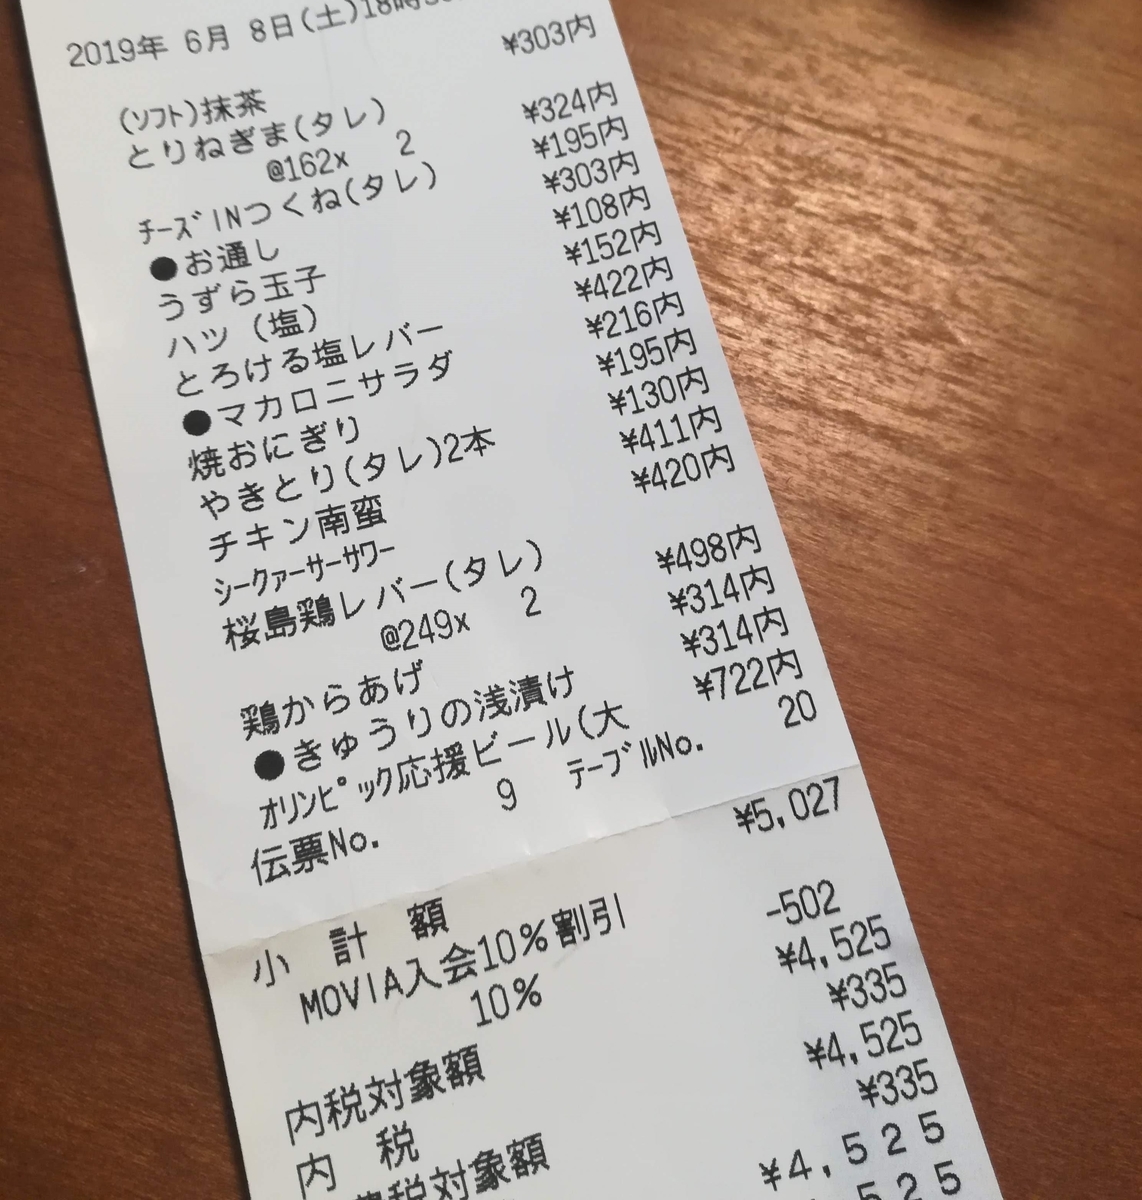 2019年 6月 8日(土)18時
(ソフト)抹茶 ¥303内
とりねぎま(タレ)
@162x 2 ¥324内
チーズINつくね(タレ) ¥195内
●お通し ¥303内
うずら玉子 ¥108内
ハツ (塩) ¥152内
とろける塩レバー ¥422内
●マカロニサラダ ¥216内
焼おにぎり ¥195内
やきとり(タレ)2本 ¥130内
チキン南蛮 ¥411内
シークァーサーサワー ¥420内
桜島鶏レバー(タレ)
@249x 2 ¥498内
鶏からあげ ¥314内
●きゅうりの浅漬け ¥314内
オリンピック応援ビール(大 ¥722内
伝票No. 9 テーブルNo. 20
小 計 額 ¥5,027
MOVIA入会10%割引
10% -502
内税対象額 ¥4,525
内 税 ¥335
税対象額 ¥4,525
¥335
¥4,525
525